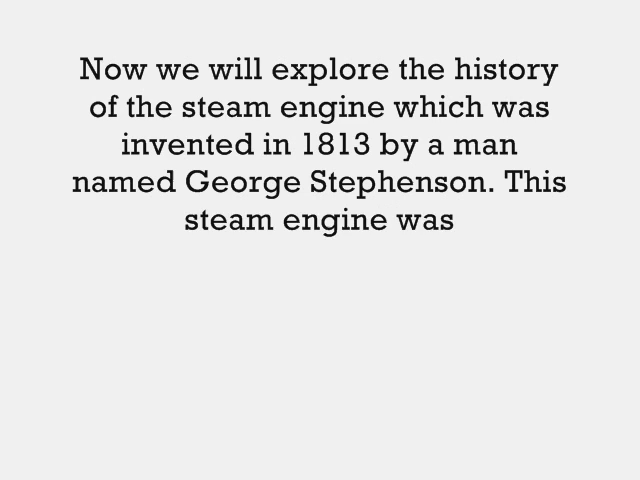 Now we will explore the history
of the steam engine which was
invented in 1813 by a man
named George Stephenson. This
steam engine was